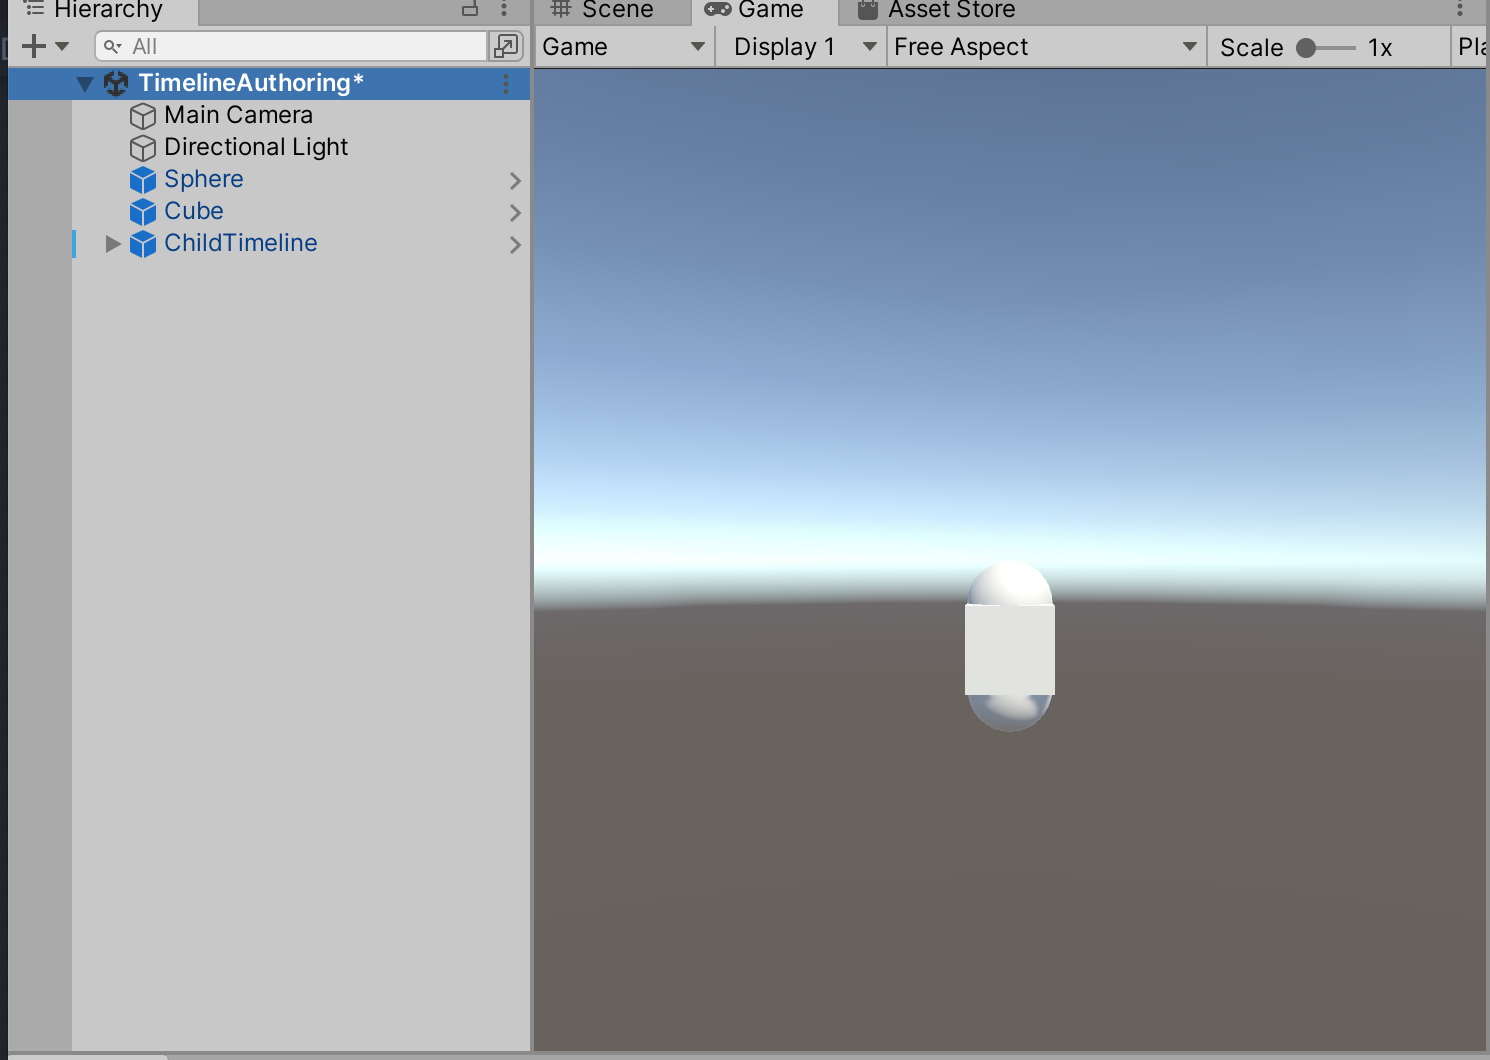 Hierarchy
Scene
Game
Asset Store
All
Game
Display 1
Free Aspect
Scale
1x
TimelineAuthoring*
Main Camera
Directional Light
Sphere
Cube
ChildTimeline